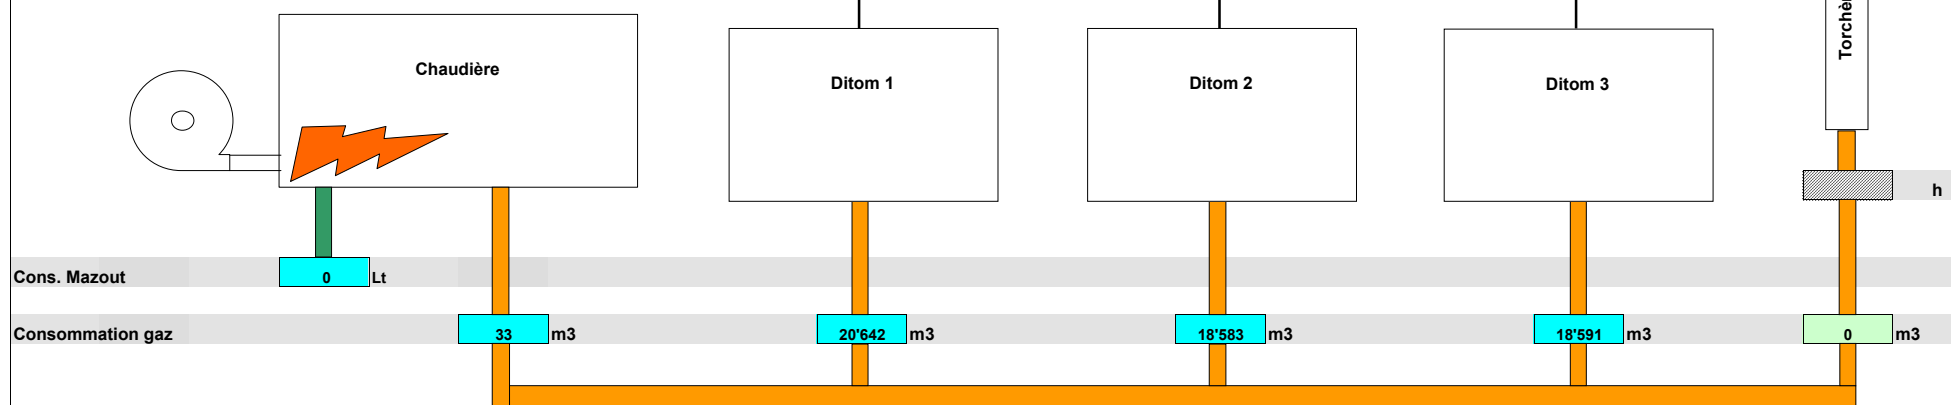 Chaudière
Ditom 1
Ditom 2
Ditom 3
Torchèr
h
Cons. Mazout 0 Lt
Consommation gaz 33 m3 20'642 m3 18'583 m3 18'591 m3 0 m3